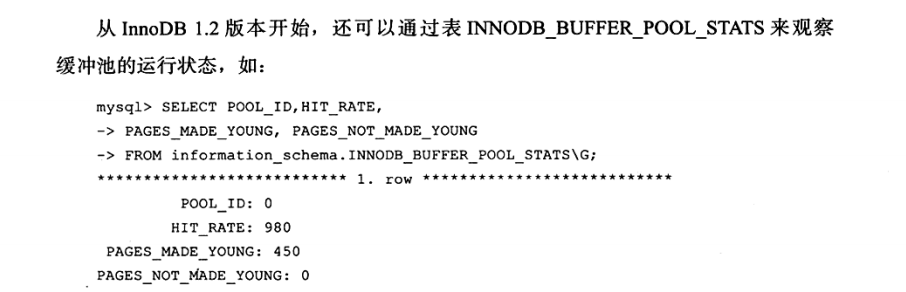 从 InnoDB 1.2 版本开始，还可以通过表 INNODB_BUFFER_POOL_STATS 来观察
缓冲池的运行状态，如：
mysql> SELECT POOL_ID,HIT_RATE,
-> PAGES_MADE_YOUNG, PAGES_NOT_MADE_YOUNG
-> FROM information_schema.INNODB_BUFFER_POOL_STATS\G;
*************************** 1. row ***************************
POOL_ID: 0
HIT_RATE: 980
PAGES_MADE_YOUNG: 450
PAGES_NOT_MADE_YOUNG: 0